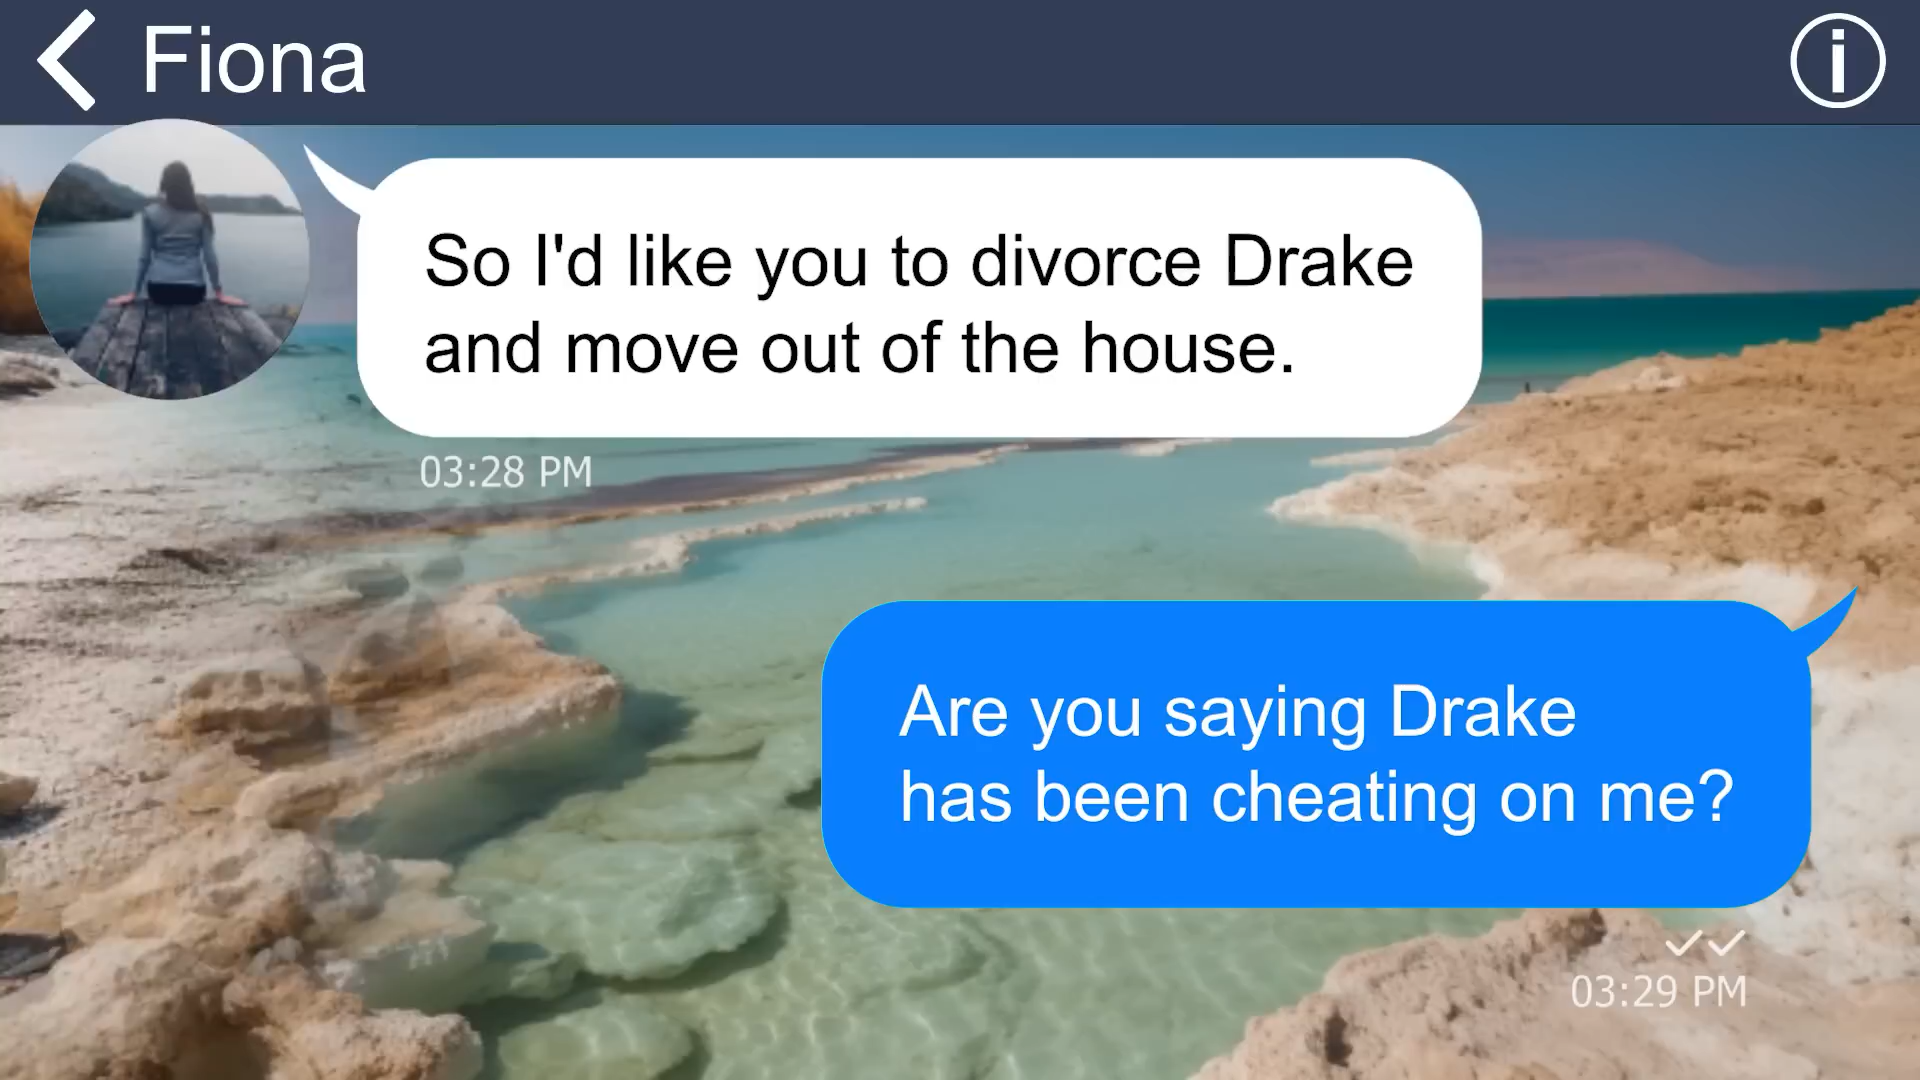 Fiona
So I'd like you to divorce Drake
and move out of the house.
03:28 PM
Are you saying Drake
has been cheating on me?
03:29 PM